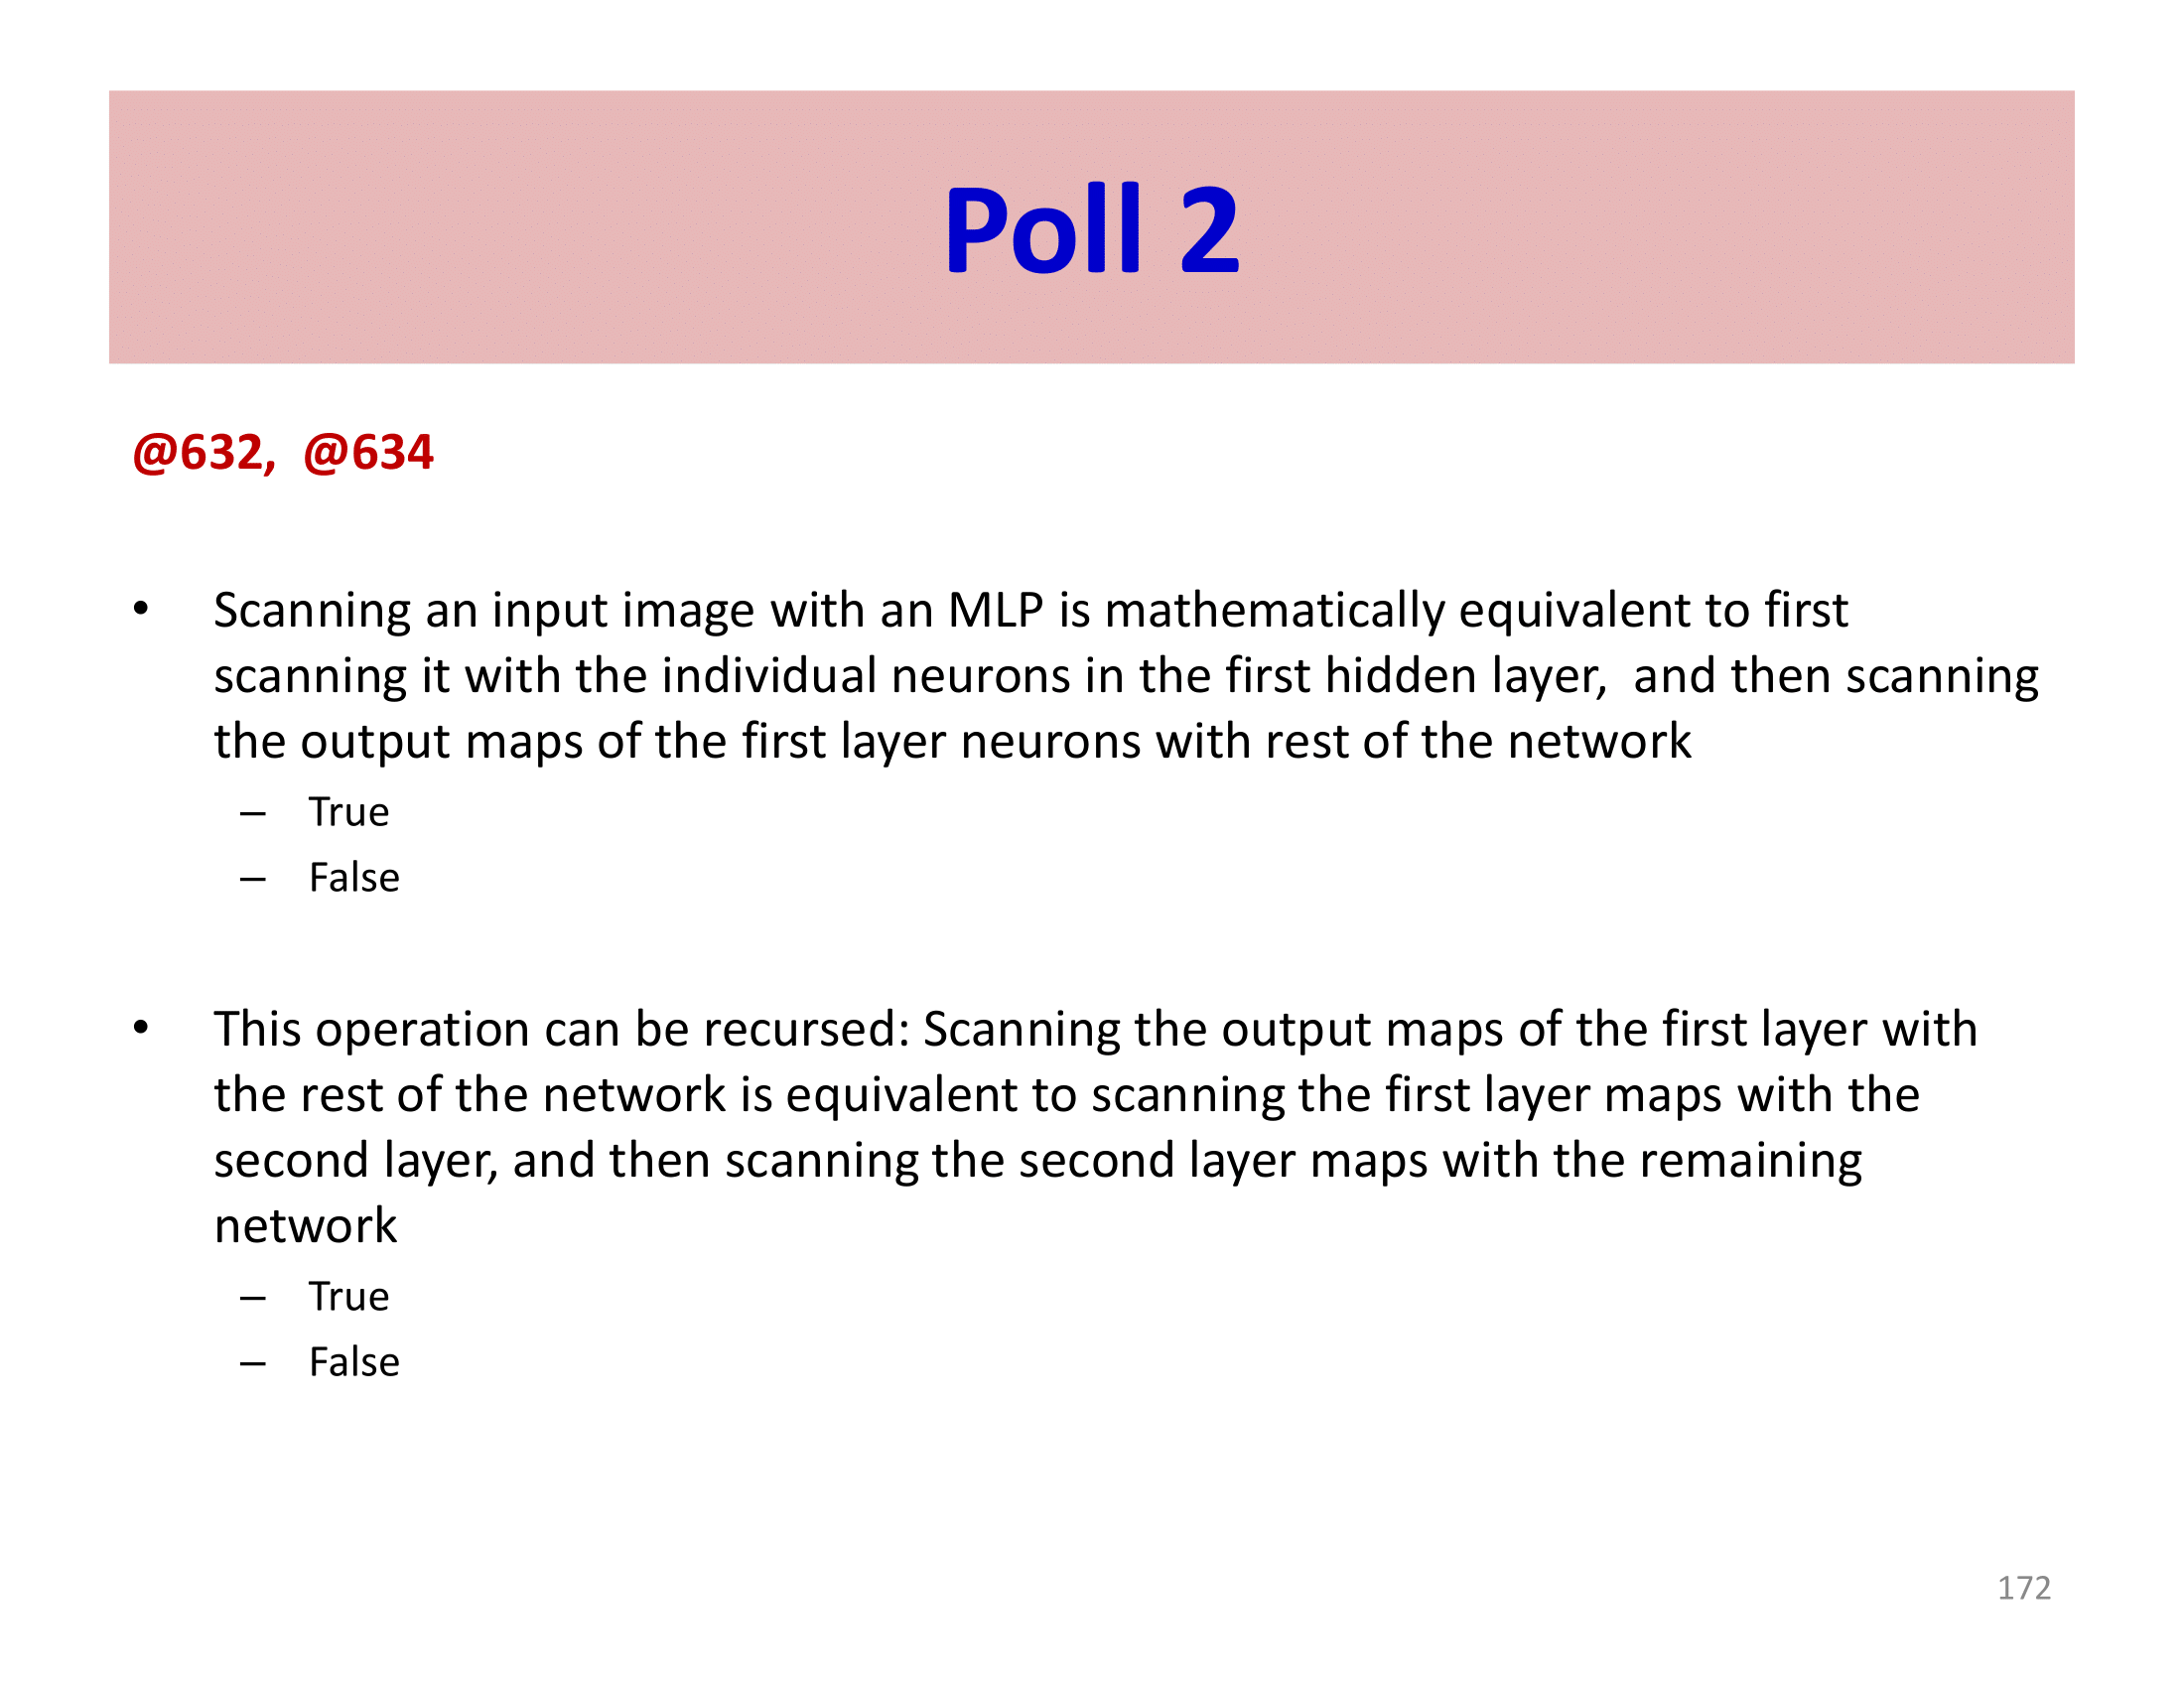 Poll 2
@632, @634
• Scanning an input image with an MLP is mathematically equivalent to first
scanning it with the individual neurons in the first hidden layer, and then scanning
the output maps of the first layer neurons with rest of the network
– True
– False
• This operation can be recursed: Scanning the output maps of the first layer with
the rest of the network is equivalent to scanning the first layer maps with the
second layer, and then scanning the second layer maps with the remaining
network
– True
– False
172